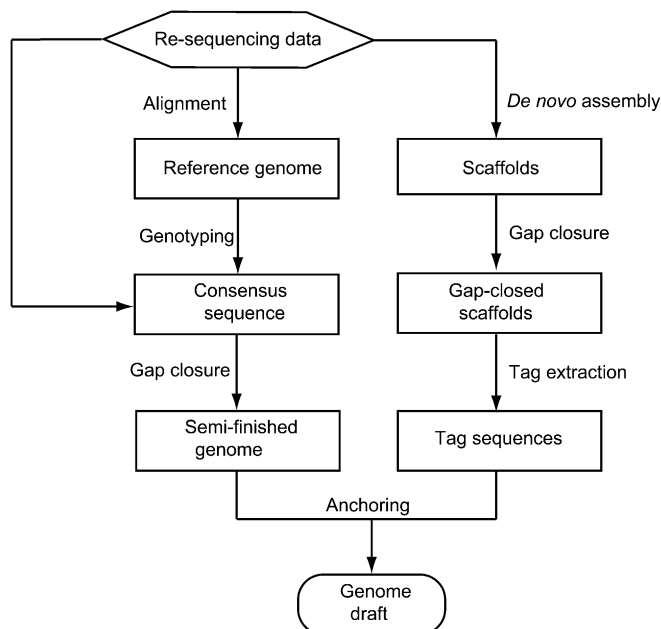 Re-sequencing data
Alignment
De novo assembly
Reference genome
Scaffolds
Genotyping
Gap closure
Consensus
sequence
Gap-closed
scaffolds
Gap closure
Tag extraction
Semi-finished
genome
Tag sequences
Anchoring
Genome
draft